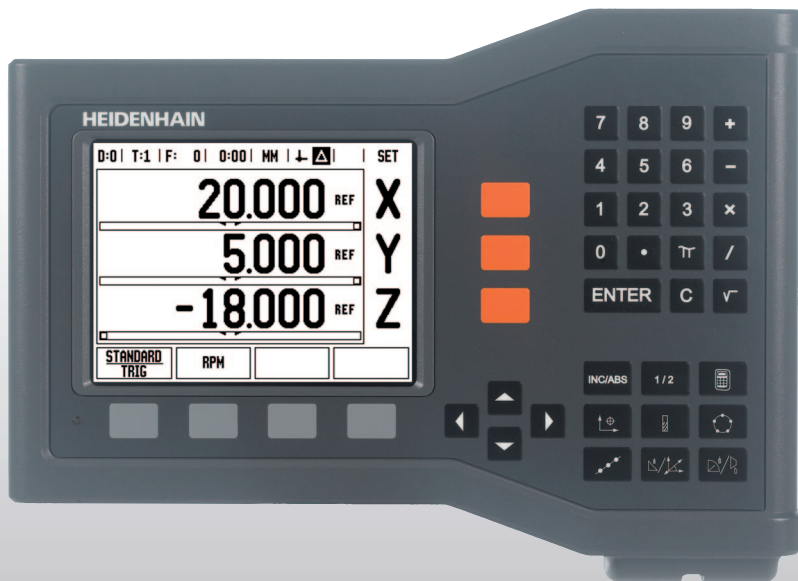 HEIDENHAIN
D:0 | T:1 | F: 0 | 0:00 | MM | Δ | | SET
20.000 REF X
5.000 REF Y
-18.000 REF Z
STANDARD
TRIG
RPM
7 8 9 +
4 5 6 -
1 2 3 ×
0 • π /
ENTER C √
INC/ABS 1/2